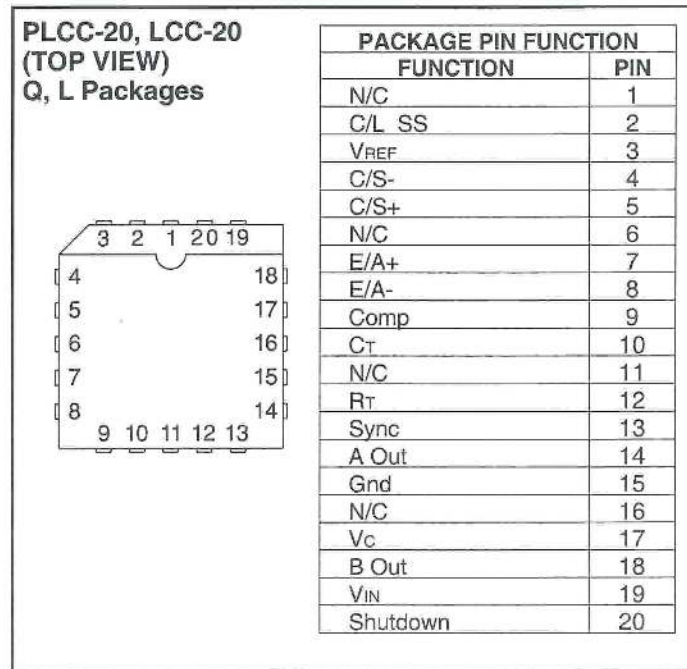 PLCC-20, LCC-20
(TOP VIEW)
Q, L Packages
3 2 1 20 19
4 18
5 17
6 16
7 15
8 14
9 10 11 12 13
PACKAGE PIN FUNCTION
FUNCTION PIN
N/C 1
C/L SS 2
VREF 3
C/S- 4
C/S+ 5
N/C 6
E/A+ 7
E/A- 8
Comp 9
CT 10
N/C 11
RT 12
Sync 13
A Out 14
Gnd 15
N/C 16
VC 17
B Out 18
VIN 19
Shutdown 20